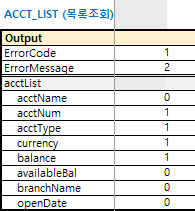 ACCT_LIST (목록조회)
Output
ErrorCode 1
ErrorMessage 2
acctList
acctName 0
acctNum 1
acctType 1
currency 1
balance 1
availableBal 0
branchName 0
openDate 0